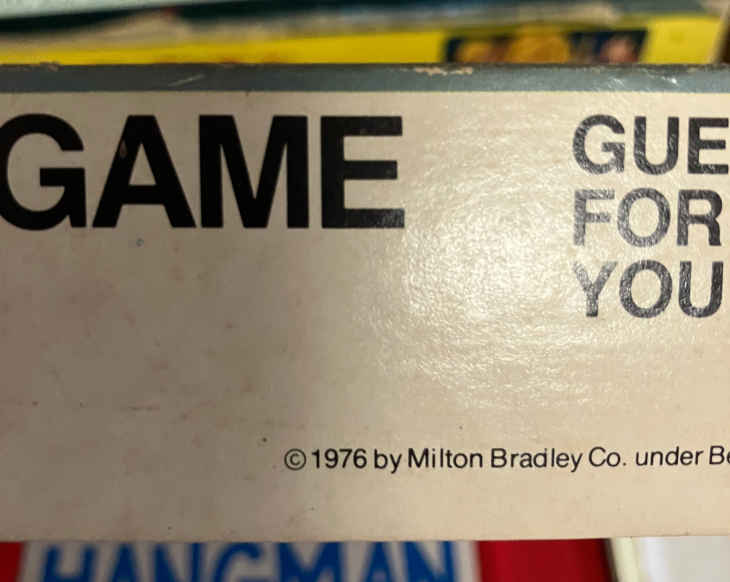 GAME
GUE
FOR
YOU
© 1976 by Milton Bradley Co. under Be
HANGMAN